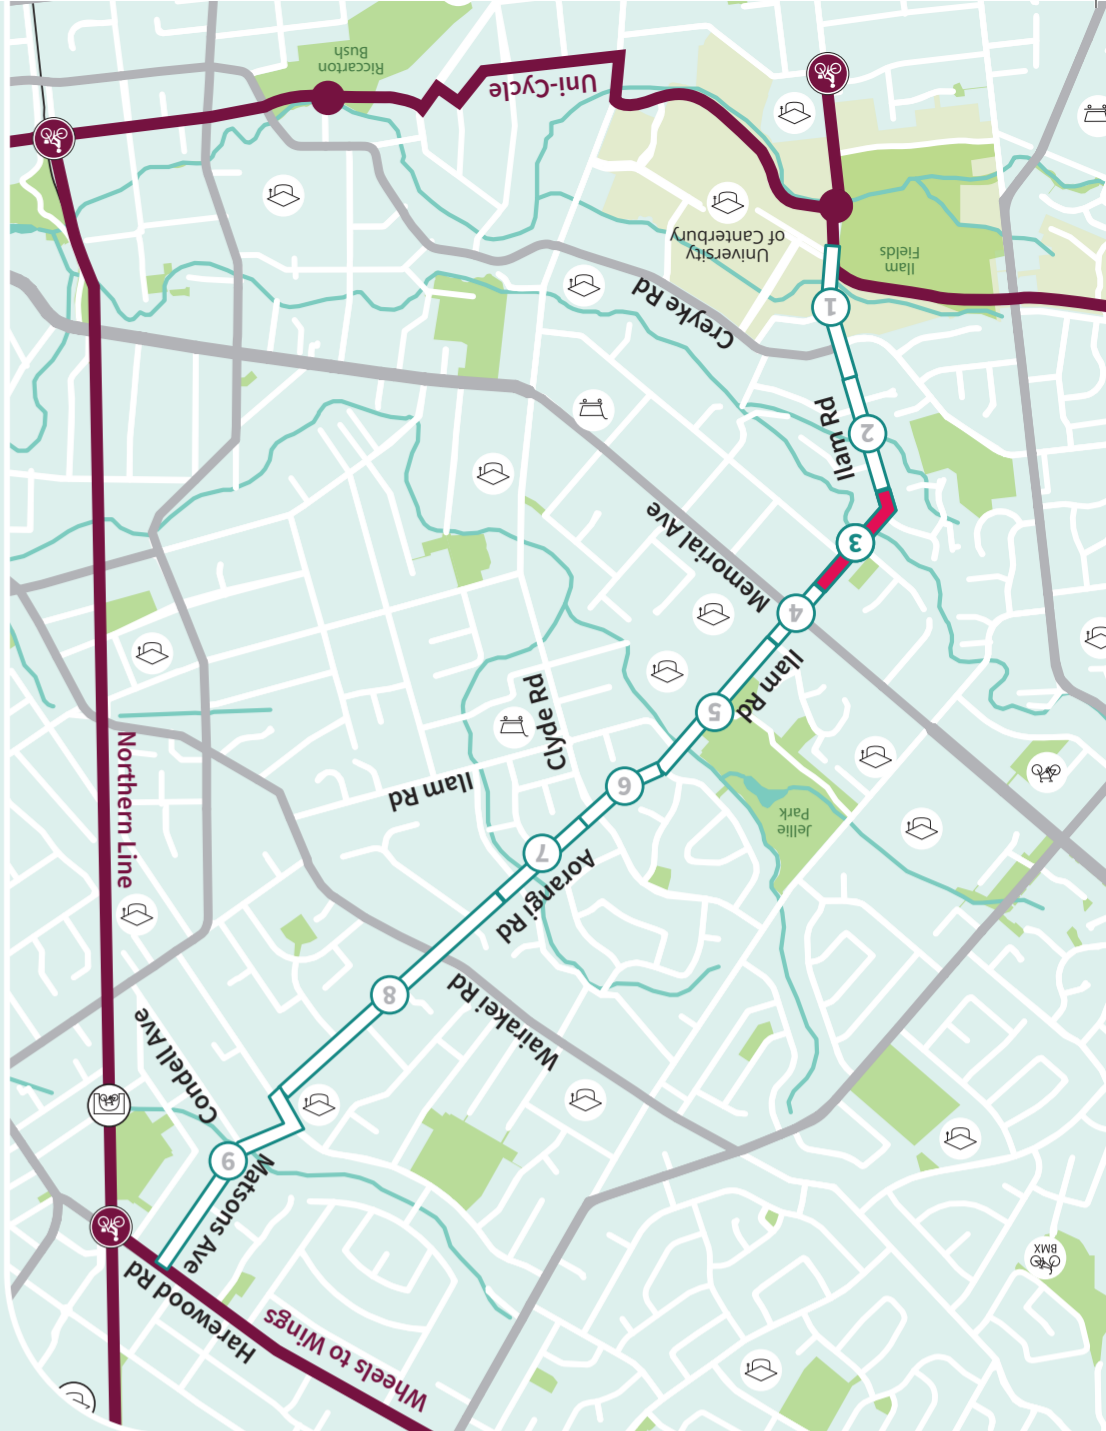 Wheels to Wings
Harewood Rd
BMX
Matsons Ave
9
Condell Ave
Wairakei Rd
8
Aorangi Rd
7
Jellie
Park
Northern Line
Ilam Rd
6
Clyde Rd
5
Ilam Rd
4
Memorial Ave
3
Ilam Rd
2
Creyke Rd
1
Ilam
Fields
University
of Canterbury
Uni-Cycle
Riccarton
Bush